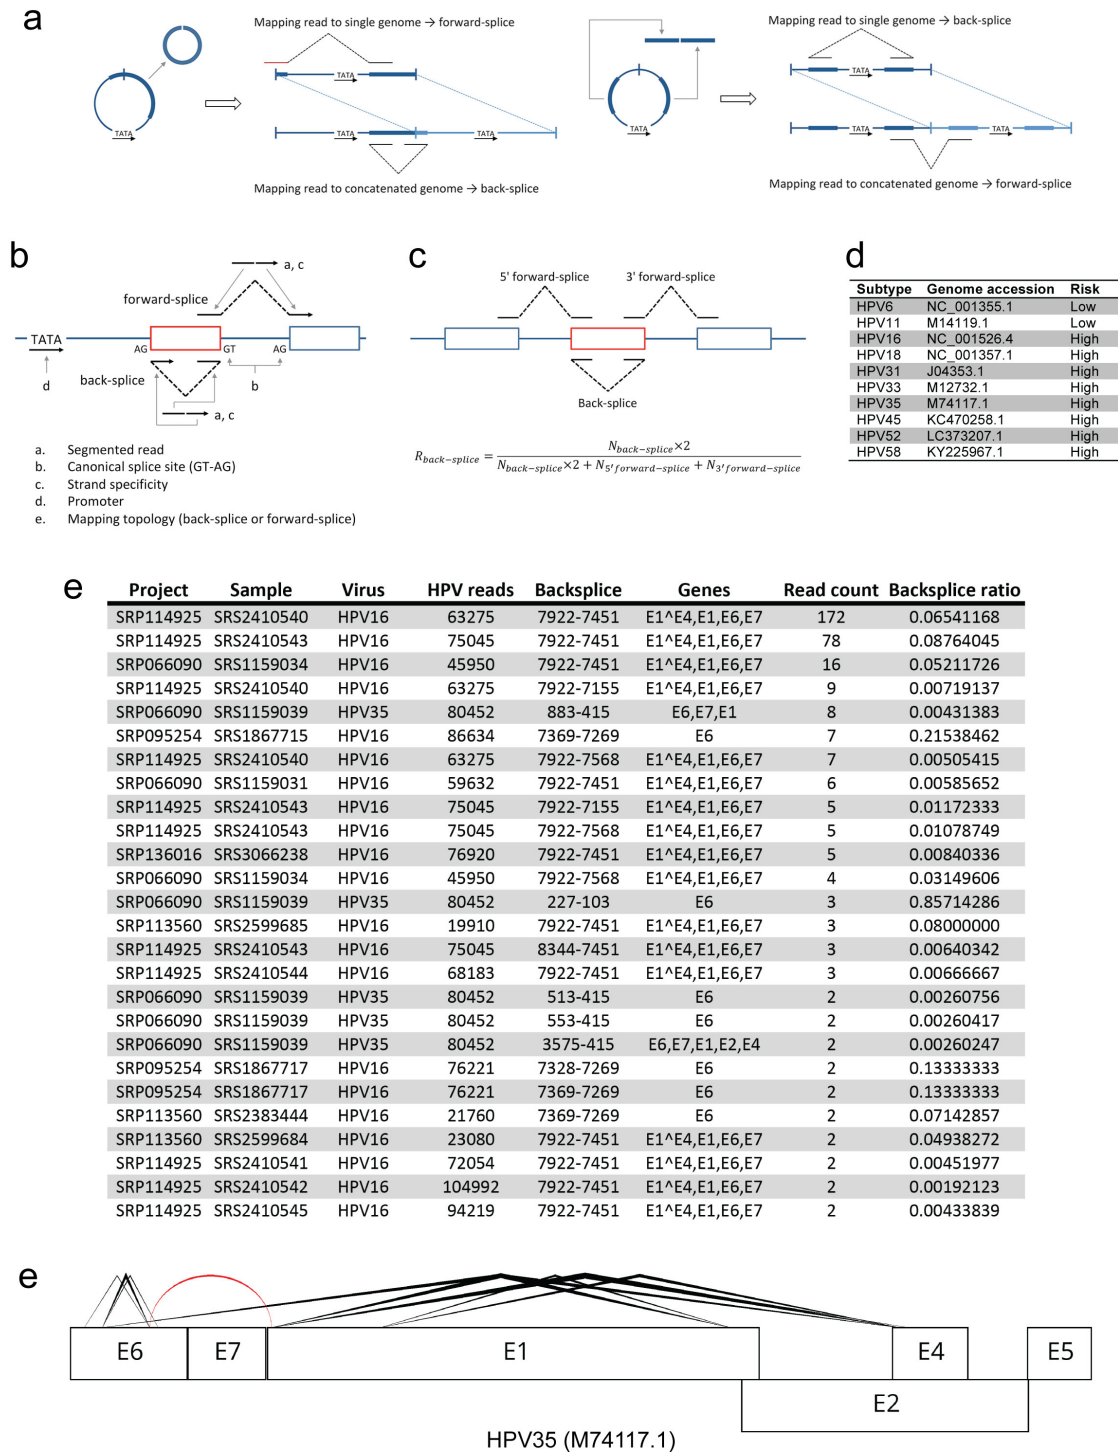 a
Mapping read to single genome → forward-splice
TATA
TATA
TATA
TATA
Mapping read to concatenated genome → back-splice
Mapping read to single genome → back-splice
TATA
TATA
TATA
TATA
Mapping read to concatenated genome → forward-splice
b
a, c
forward-splice
TATA
AG
GT
AG
back-splice
d
b
a, c
a. Segmented read
b. Canonical splice site (GT-AG)
c. Strand specificity
d. Promoter
e. Mapping topology (back-splice or forward-splice)
c
5' forward-splice
3' forward-splice
Back-splice
R_back−splice = N_back−splice×2 / N_back−splice×2 + N_5'forward−splice + N_3'forward−splice
d
Subtype Genome accession Risk
HPV6 NC_001355.1 Low
HPV11 M14119.1 Low
HPV16 NC_001526.4 High
HPV18 NC_001357.1 High
HPV31 J04353.1 High
HPV33 M12732.1 High
HPV35 M74117.1 High
HPV45 KC470258.1 High
HPV52 LC373207.1 High
HPV58 KY225967.1 High
e
Project Sample Virus HPV reads Backsplice Genes Read count Backsplice ratio
SRP114925 SRS2410540 HPV16 63275 7922-7451 E1^E4,E1,E6,E7 172 0.06541168
SRP114925 SRS2410543 HPV16 75045 7922-7451 E1^E4,E1,E6,E7 78 0.08764045
SRP066090 SRS1159034 HPV16 45950 7922-7451 E1^E4,E1,E6,E7 16 0.05211726
SRP114925 SRS2410540 HPV16 63275 7922-7155 E1^E4,E1,E6,E7 9 0.00719137
SRP066090 SRS1159039 HPV35 80452 883-415 E6,E7,E1 8 0.00431383
SRP095254 SRS1867715 HPV16 86634 7369-7269 E6 7 0.21538462
SRP114925 SRS2410540 HPV16 63275 7922-7568 E1^E4,E1,E6,E7 7 0.00505415
SRP066090 SRS1159031 HPV16 59632 7922-7451 E1^E4,E1,E6,E7 6 0.00585652
SRP114925 SRS2410543 HPV16 75045 7922-7155 E1^E4,E1,E6,E7 5 0.01172333
SRP114925 SRS2410543 HPV16 75045 7922-7568 E1^E4,E1,E6,E7 5 0.01078749
SRP136016 SRS3066238 HPV16 76920 7922-7451 E1^E4,E1,E6,E7 5 0.00840336
SRP066090 SRS1159034 HPV16 45950 7922-7568 E1^E4,E1,E6,E7 4 0.03149606
SRP066090 SRS1159039 HPV35 80452 227-103 E6 3 0.85714286
SRP113560 SRS2599685 HPV16 19910 7922-7451 E1^E4,E1,E6,E7 3 0.08000000
SRP114925 SRS2410543 HPV16 75045 8344-7451 E1^E4,E1,E6,E7 3 0.00640342
SRP114925 SRS2410544 HPV16 68183 7922-7451 E1^E4,E1,E6,E7 3 0.00666667
SRP066090 SRS1159039 HPV35 80452 513-415 E6 2 0.00260756
SRP066090 SRS1159039 HPV35 80452 553-415 E6 2 0.00260417
SRP066090 SRS1159039 HPV35 80452 3575-415 E6,E7,E1,E2,E4 2 0.00260247
SRP095254 SRS1867717 HPV16 76221 7328-7269 E6 2 0.13333333
SRP095254 SRS1867717 HPV16 76221 7369-7269 E6 2 0.13333333
SRP113560 SRS2383444 HPV16 21760 7369-7269 E6 2 0.07142857
SRP113560 SRS2599684 HPV16 23080 7922-7451 E1^E4,E1,E6,E7 2 0.04938272
SRP114925 SRS2410541 HPV16 72054 7922-7451 E1^E4,E1,E6,E7 2 0.00451977
SRP114925 SRS2410542 HPV16 104992 7922-7451 E1^E4,E1,E6,E7 2 0.00192123
SRP114925 SRS2410545 HPV16 94219 7922-7451 E1^E4,E1,E6,E7 2 0.00433839
e
E6 E7 E1 E4 E5
E2
HPV35 (M74117.1)